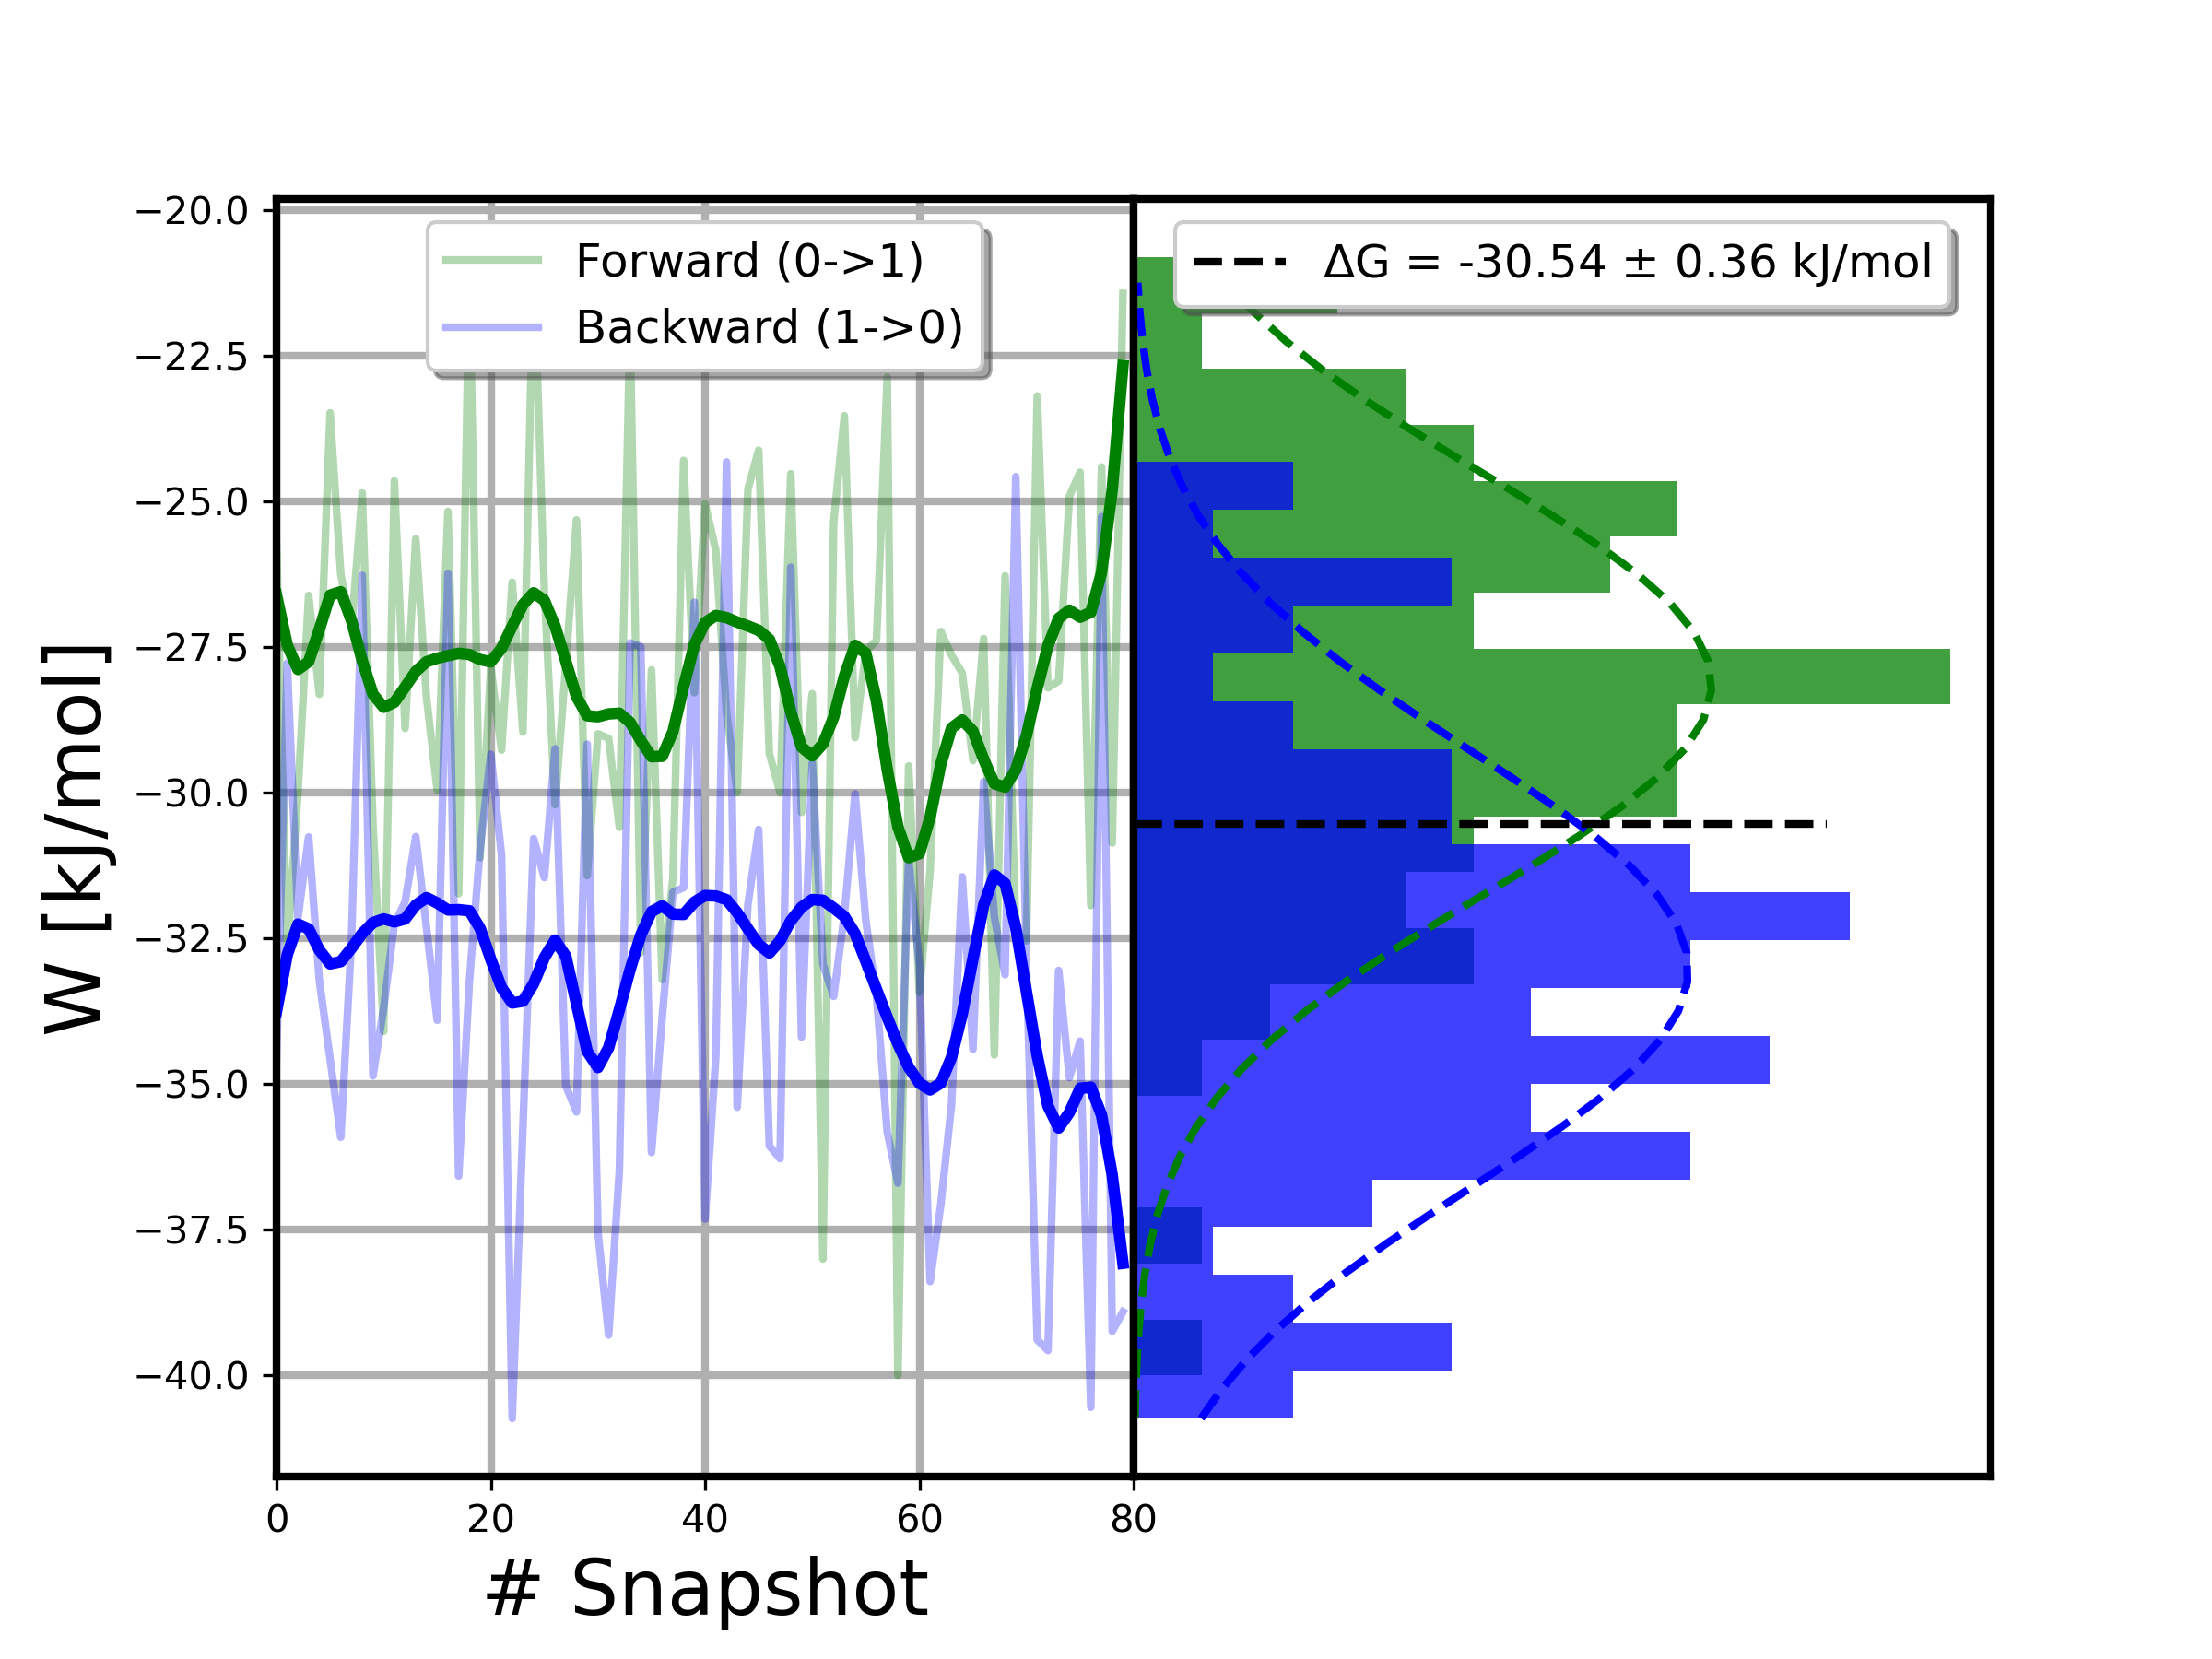 Forward (0->1)
Backward (1->0)
ΔG = -30.54 ± 0.36 kJ/mol
W [kJ/mol]
−20.0
−22.5
−25.0
−27.5
−30.0
−32.5
−35.0
−37.5
−40.0
0 20 40 60 80
# Snapshot